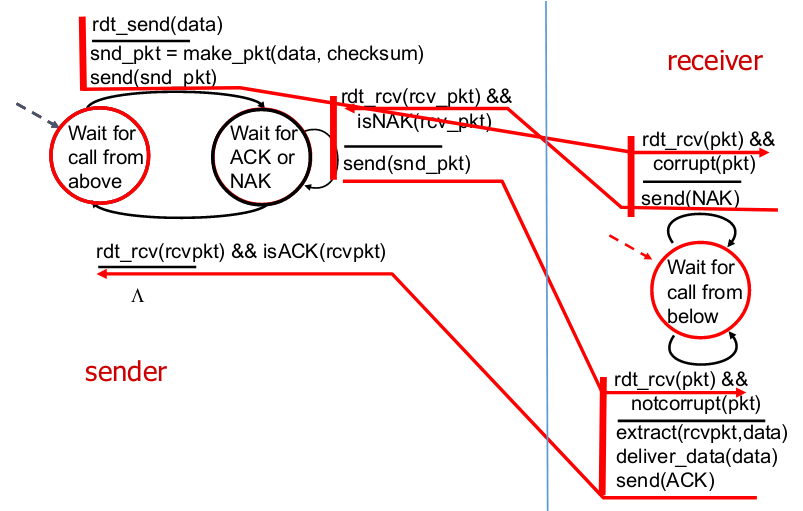 rdt_send(data)
snd_pkt = make_pkt(data, checksum)
send(snd_pkt)
receiver
rdt_rcv(rcv_pkt) &&
isNAK(rcv_pkt)
send(snd_pkt)
Wait for
call from
above
Wait for
ACK or
NAK
rdt_rcv(pkt) &&
corrupt(pkt)
send(NAK)
rdt_rcv(rcvpkt) && isACK(rcvpkt)
Λ
Wait for
call from
below
sender
rdt_rcv(pkt) &&
notcorrupt(pkt)
extract(rcvpkt,data)
deliver_data(data)
send(ACK)